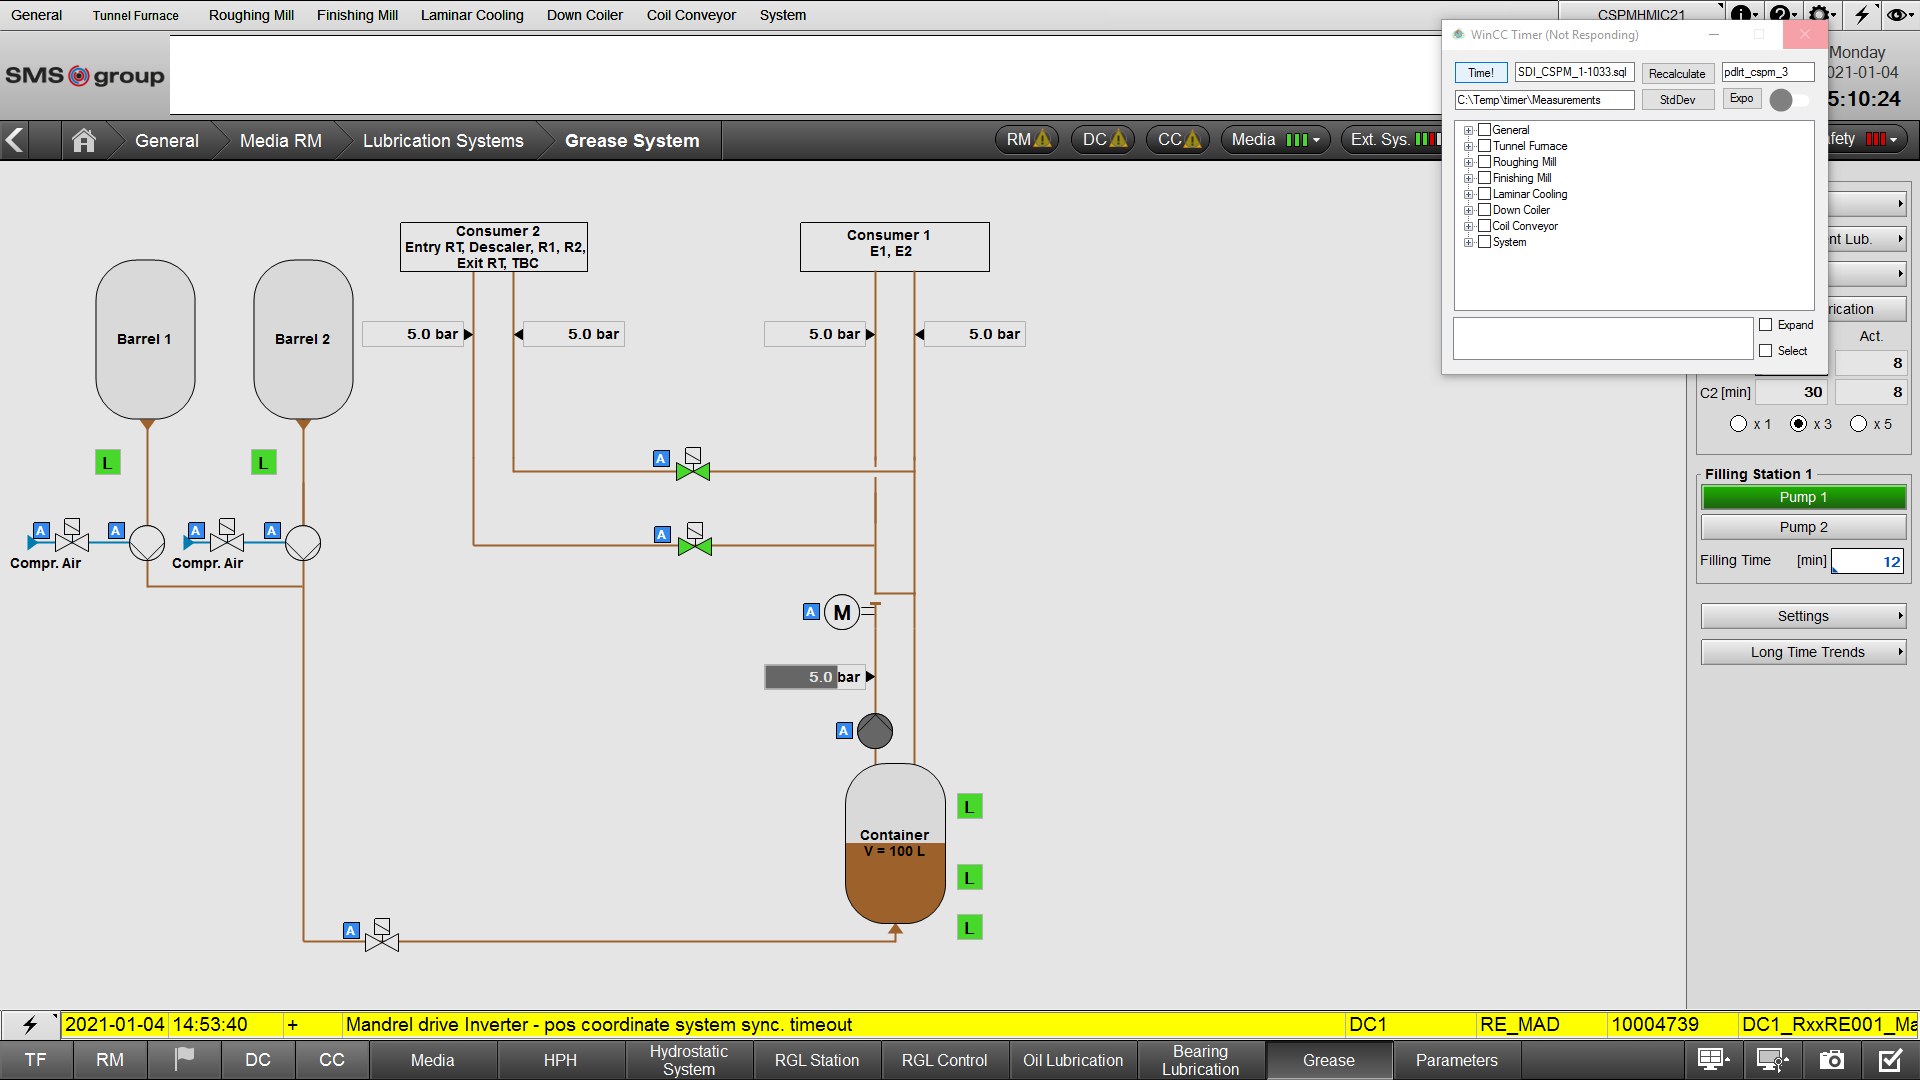 General Tunnel Furnace Roughing Mill Finishing Mill Laminar Cooling Down Coiler Coil Conveyor System CSPMHMIC21
SMS group
Monday
2021-01-04
5:10:24
General Media RM Lubrication Systems Grease System RM DC CC Media Ext. Sys. afety
WinCC Timer (Not Responding)
Time! SDI_CSPM_1-1033.sql Recalculate pdlrt_cspm_3
C:\Temp\timer\Measurements StdDev Expo
General
Tunnel Furnace
Roughing Mill
Finishing Mill
Laminar Cooling
Down Coiler
Coil Conveyor
System
Expand
Select
nt Lub.
rication
Act.
8
C2 [min] 30 8
x 1 x 3 x 5
Filling Station 1
Pump 1
Pump 2
Filling Time [min] 12
Settings
Long Time Trends
Consumer 2
Entry RT, Descaler, R1, R2,
Exit RT, TBC
Consumer 1
E1, E2
Barrel 1 Barrel 2
5.0 bar 5.0 bar 5.0 bar 5.0 bar
L L
A
A
A A A A
Compr. Air Compr. Air
A M
5.0 bar
A
Container
V = 100 L
L
L
L
A
2021-01-04 14:53:40 + Mandrel drive Inverter - pos coordinate system sync. timeout DC1 RE_MAD 10004739 DC1_RxxRE001_Ma
TF RM DC CC Media HPH Hydrostatic System RGL Station RGL Control Oil Lubrication Bearing Lubrication Grease Parameters